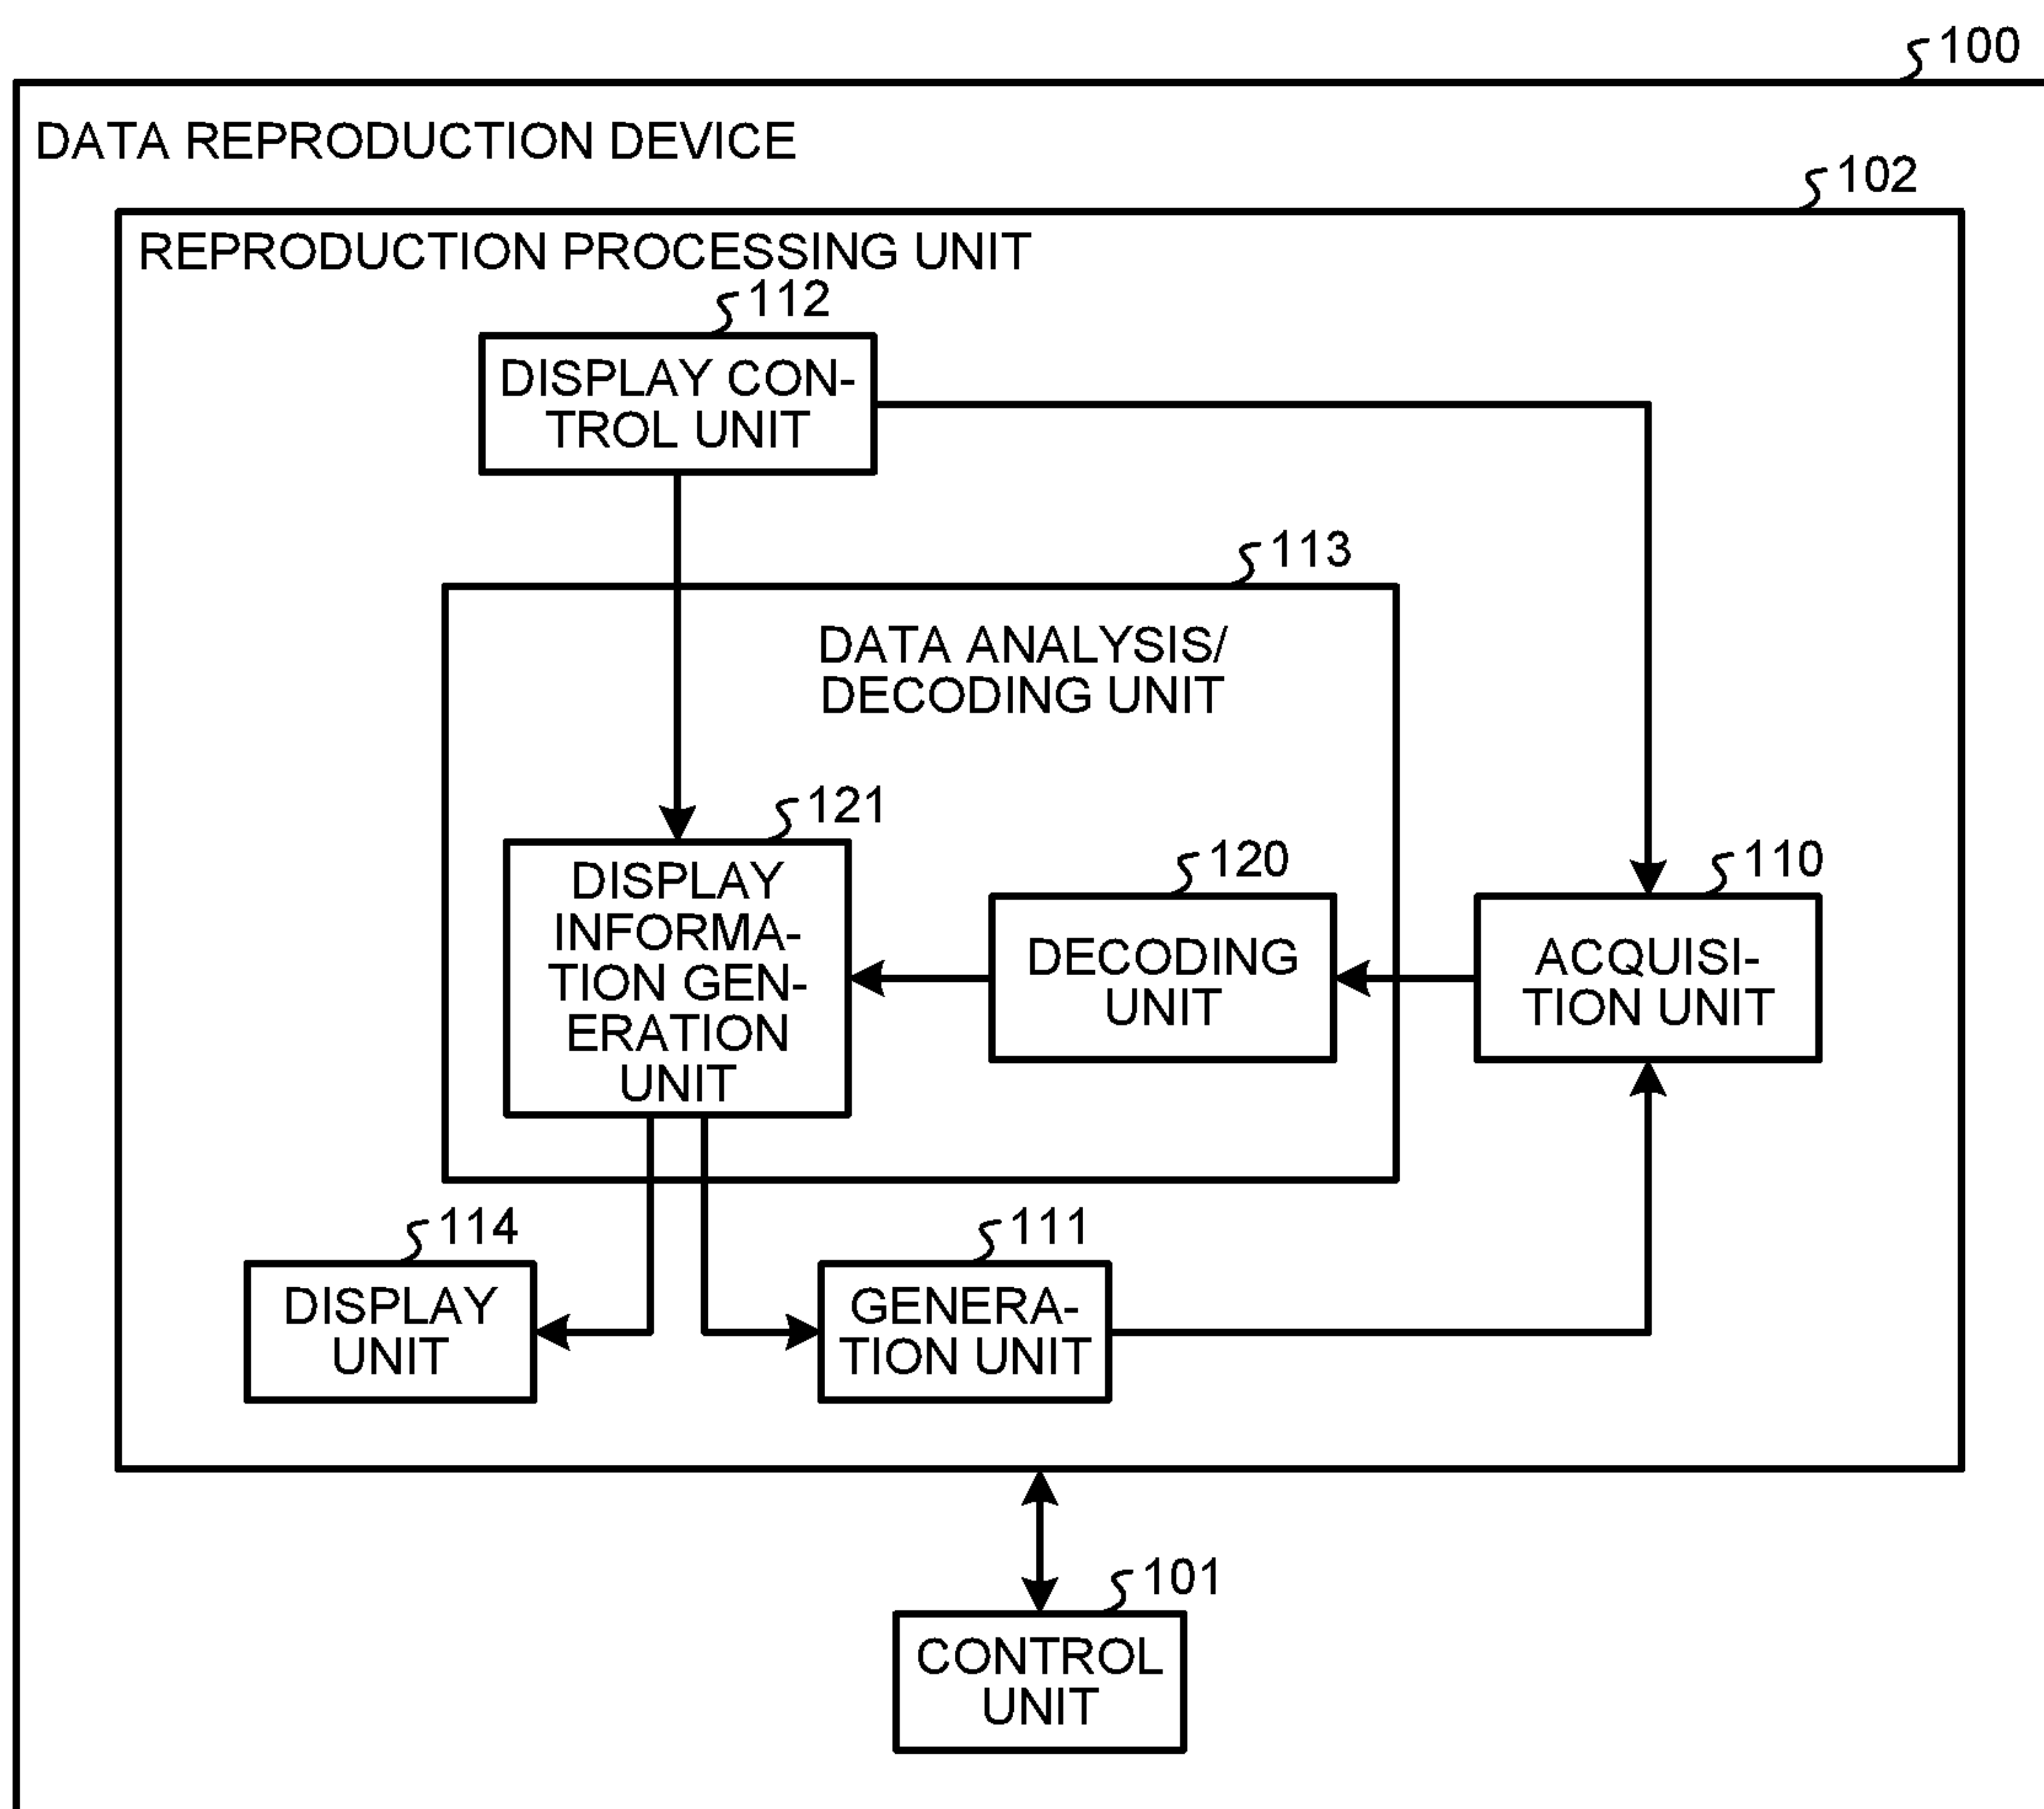 100
DATA REPRODUCTION DEVICE
102
REPRODUCTION PROCESSING UNIT
112
DISPLAY CON-
TROL UNIT
113
DATA ANALYSIS/
DECODING UNIT
121
DISPLAY
INFORMA-
TION GEN-
ERATION
UNIT
120
DECODING
UNIT
110
ACQUISI-
TION UNIT
114
DISPLAY
UNIT
111
GENERA-
TION UNIT
101
CONTROL
UNIT